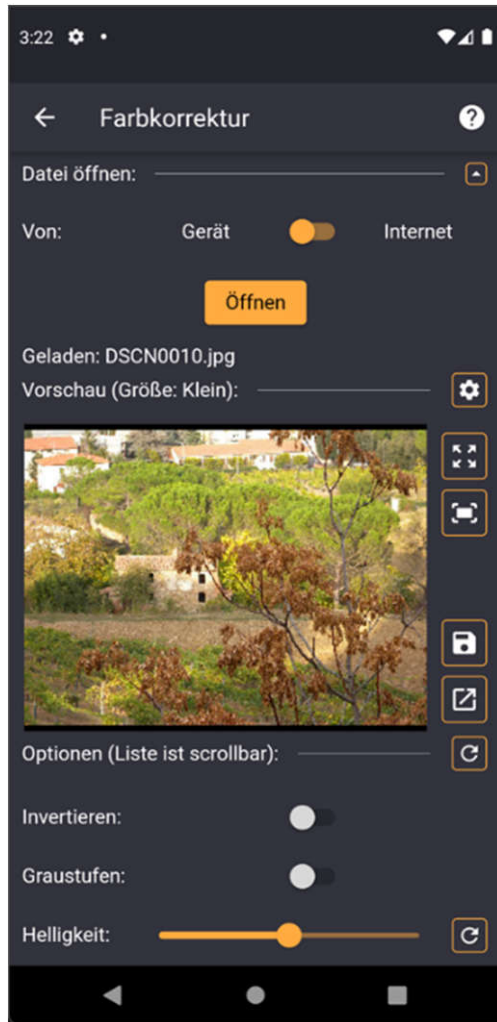 3:22
Farbkorrektur
Datei öffnen:
Von: Gerät Internet
Öffnen
Geladen: DSCN0010.jpg
Vorschau (Größe: Klein):
Optionen (Liste ist scrollbar):
Invertieren:
Graustufen:
Helligkeit: